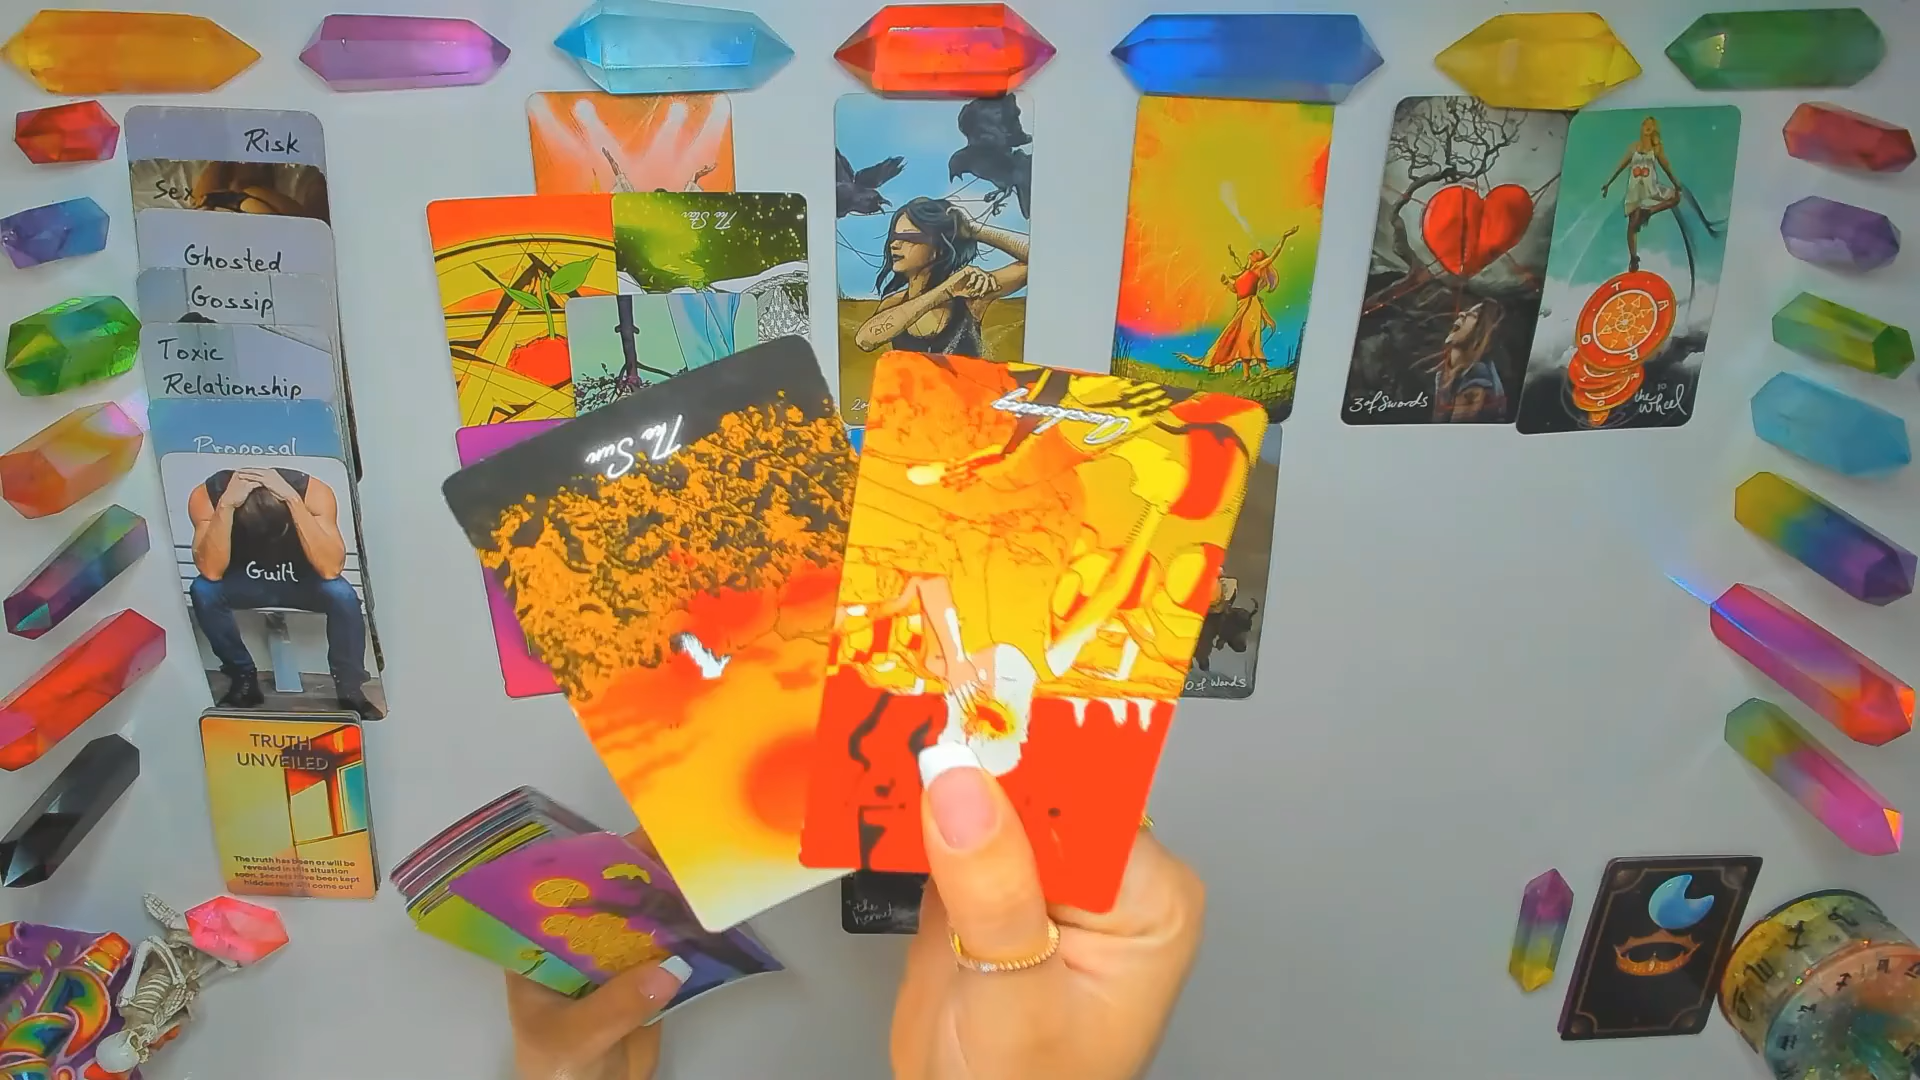 Risk
Sex
Ghosted
Gossip
Toxic
Relationship
Proposal
Guilt
TRUTH
UNVEILED
The truth has been or will be
revealed in this situation
soon. Secrets have been kept
hidden that will come out
The Star
3 of Swords
10
the
Wheel
T
A
R
O
The Sun
of Wands
the
hermit